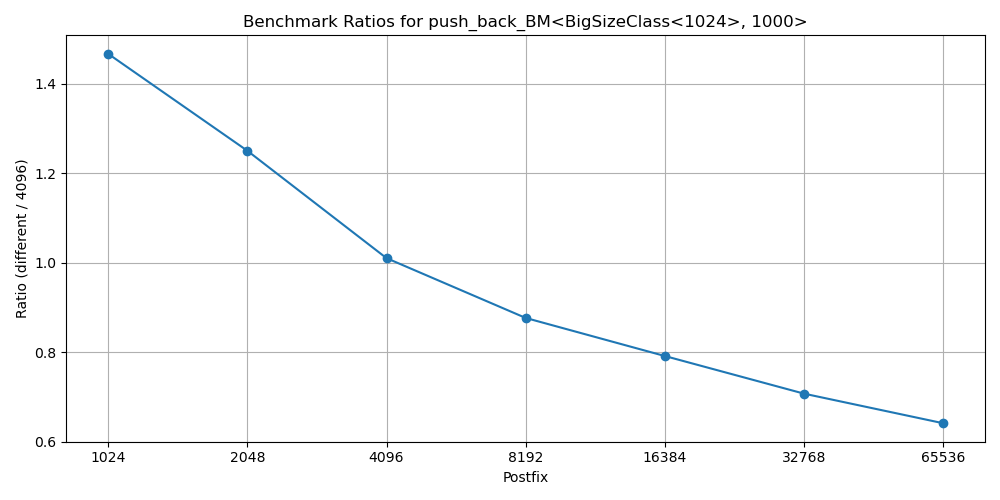 Benchmark Ratios for push_back_BM<BigSizeClass<1024>, 1000>
Ratio (different / 4096)
1.4
1.2
1.0
0.8
0.6
1024 2048 4096 8192 16384 32768 65536
Postfix